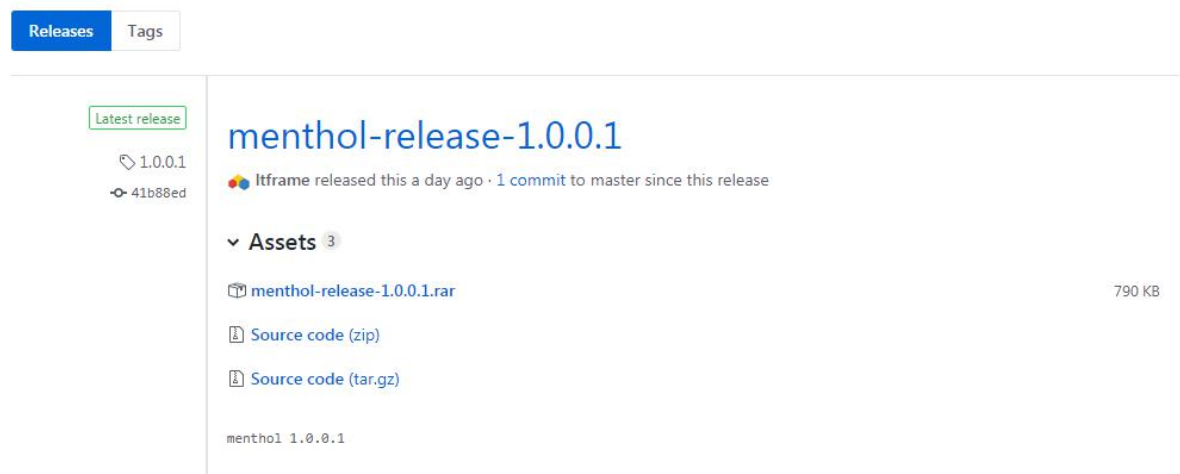 Releases Tags
Latest release
1.0.0.1
41b88ed
menthol-release-1.0.0.1
ltframe released this a day ago · 1 commit to master since this release
Assets 3
menthol-release-1.0.0.1.rar 790 KB
Source code (zip)
Source code (tar.gz)
menthol 1.0.0.1